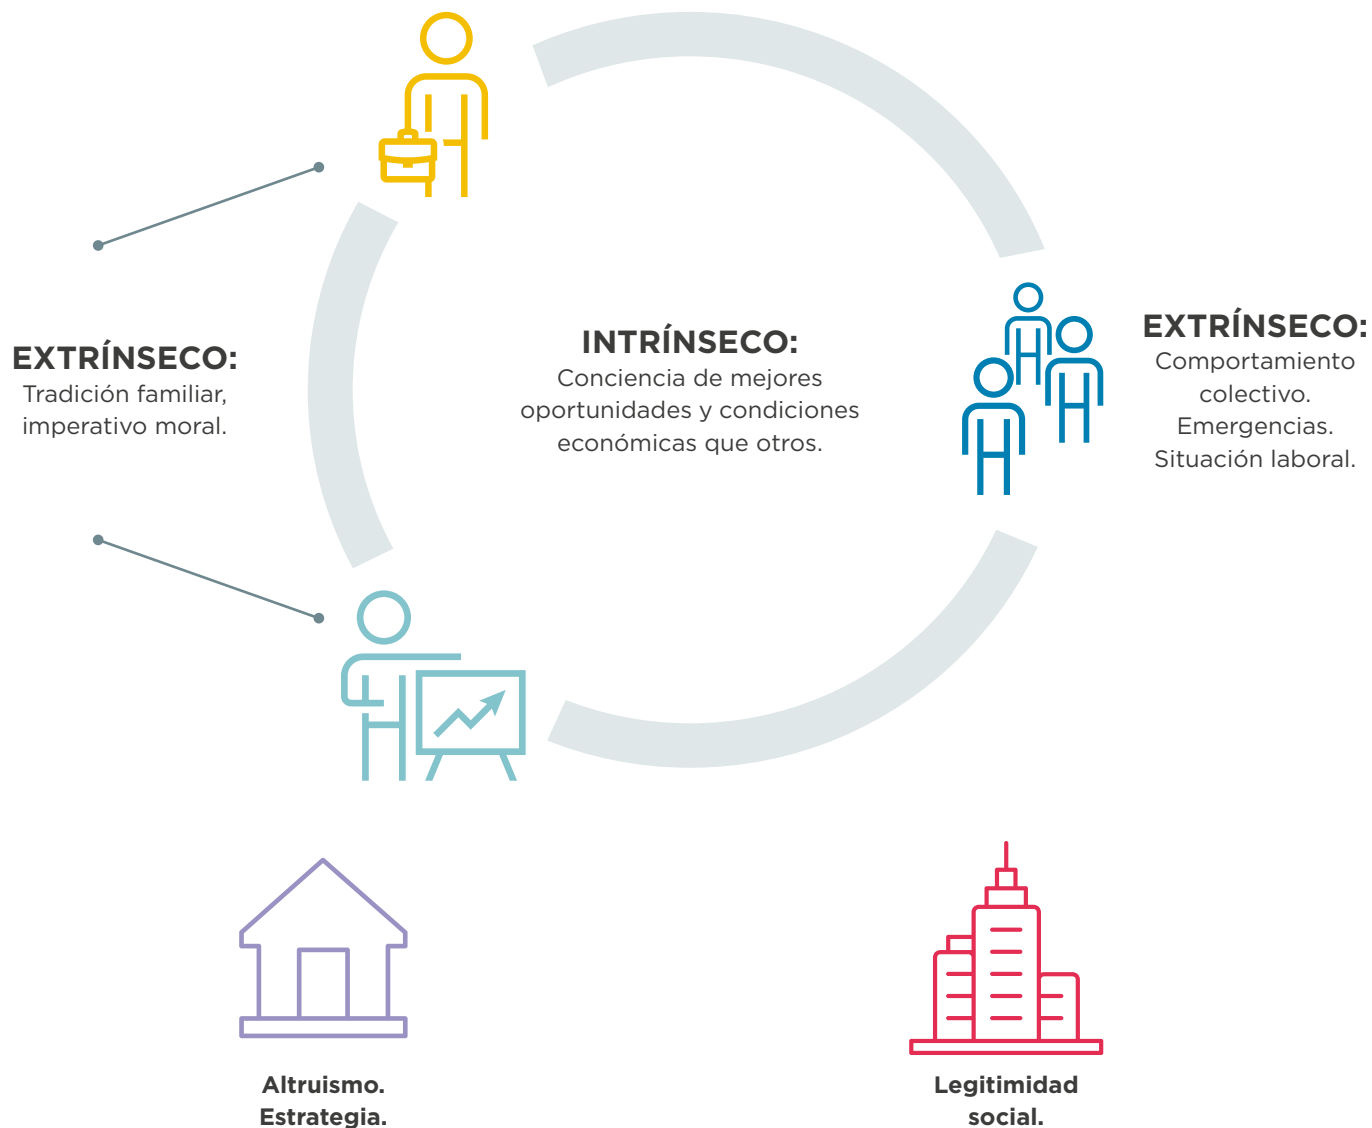 EXTRÍNSECO:
Tradición familiar,
imperativo moral.
INTRÍNSECO:
Conciencia de mejores
oportunidades y condiciones
económicas que otros.
EXTRÍNSECO:
Comportamiento
colectivo.
Emergencias.
Situación laboral.
Altruismo.
Estrategia.
Legitimidad
social.